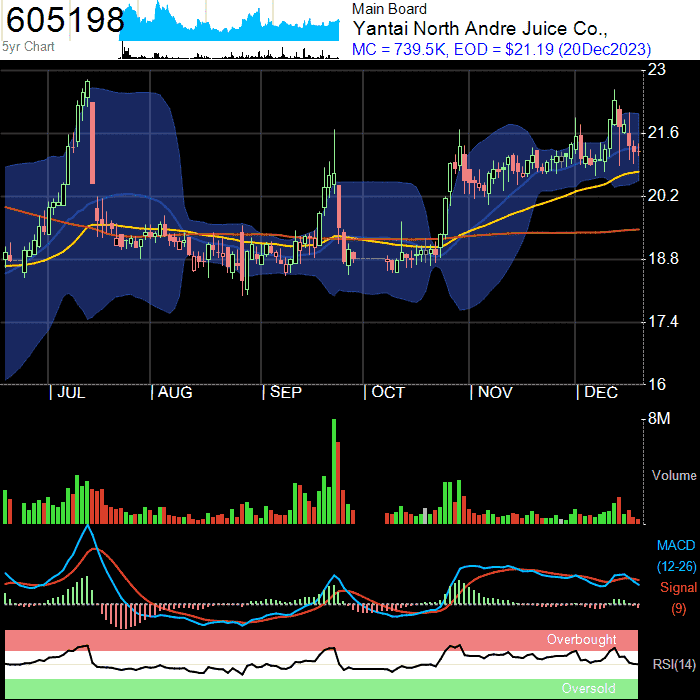 605198
5yr Chart
Main Board
Yantai North Andre Juice Co.,
MC = 739.5K, EOD = $21.19 (20Dec2023)
23
21.6
20.2
18.8
17.4
16
| JUL | AUG | SEP | OCT | NOV | DEC
8M
Volume
MACD
(12-26)
Signal
(9)
Overbought
RSI(14)
Oversold